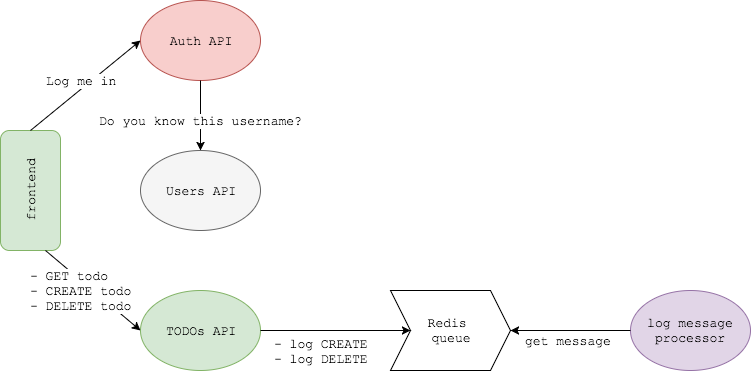 Auth API
Log me in
Do you know this username?
frontend
Users API
- GET todo
- CREATE todo
- DELETE todo
TODOs API
- log CREATE
- log DELETE
Redis
queue
get message
log message
processor